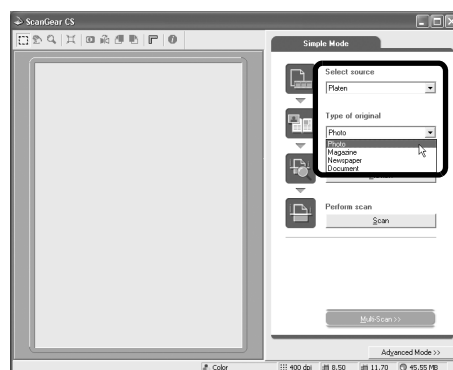 ScanGear CS
Simple Mode
Select source
Platen
Type of original
Photo
Photo
Magazine
Newspaper
Document
Perform scan
Scan
Multi-Scan >>
Advanced Mode >>
Color
400 dpi
8.50
11.70
45.55 MB